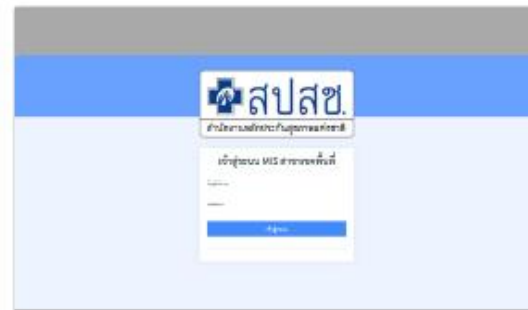 สปสช.
สำนักงานหลักประกันสุขภาพแห่งชาติ
เข้าสู่ระบบ MIS สาขาเขตพื้นที่
เข้าสู่ระบบ